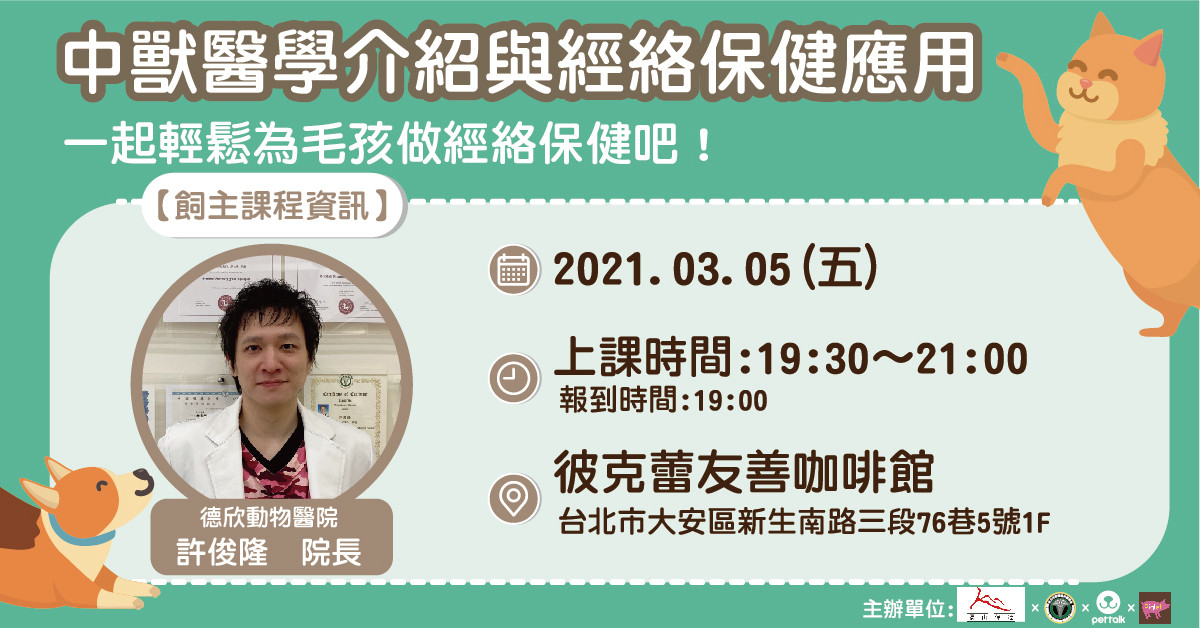 中獸醫學介紹與經絡保健應用
一起輕鬆為毛孩做經絡保健吧！
【飼主課程資訊】
2021.03.05(五)
上課時間:19:30～21:00
報到時間:19:00
彼克蕾友善咖啡館
台北市大安區新生南路三段76巷5號1F
德欣動物醫院
許俊隆 院長
主辦單位:
× × pettalk ×